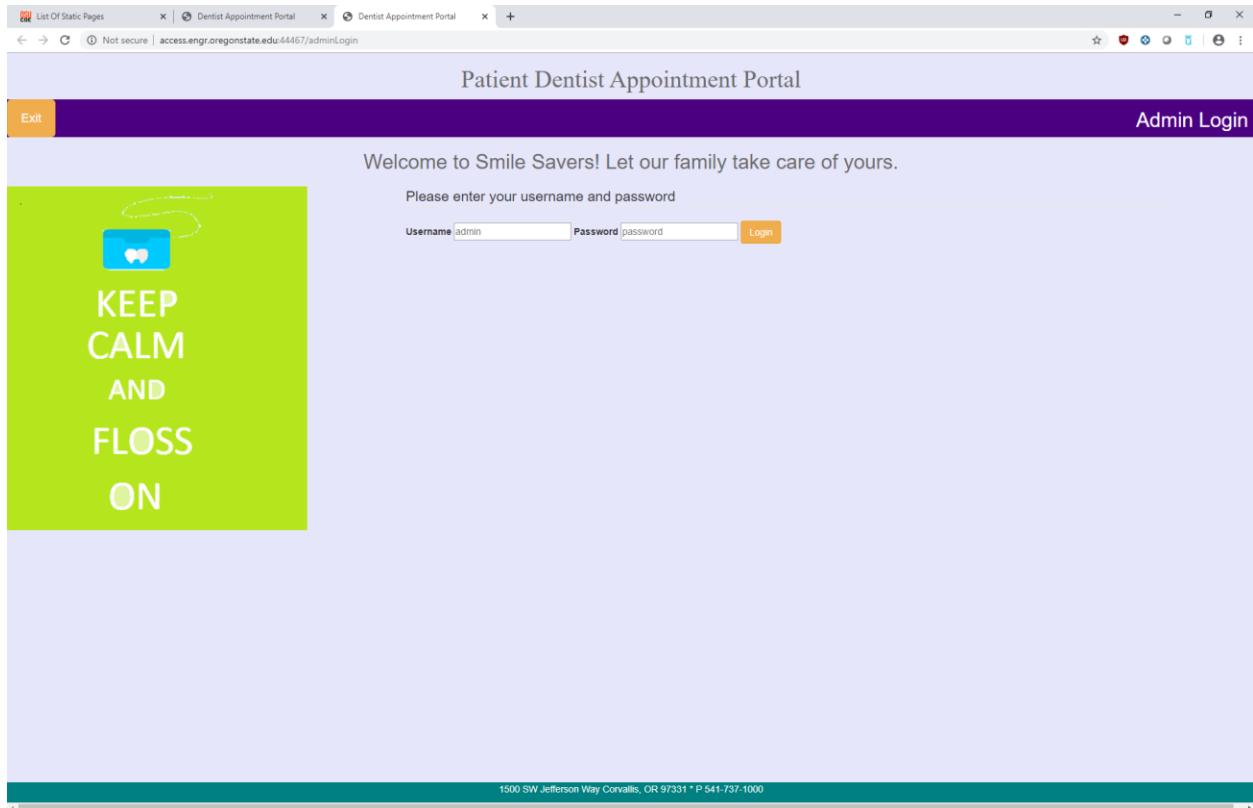 List Of Static Pages
Dentist Appointment Portal
Dentist Appointment Portal
Not secure | access.engr.oregonstate.edu:44467/adminLogin
Patient Dentist Appointment Portal
Exit
Admin Login
Welcome to Smile Savers! Let our family take care of yours.
Please enter your username and password
Username admin Password password Login
KEEP
CALM
AND
FLOSS
ON
1500 SW Jefferson Way Corvallis, OR 97331 * P 541-737-1000